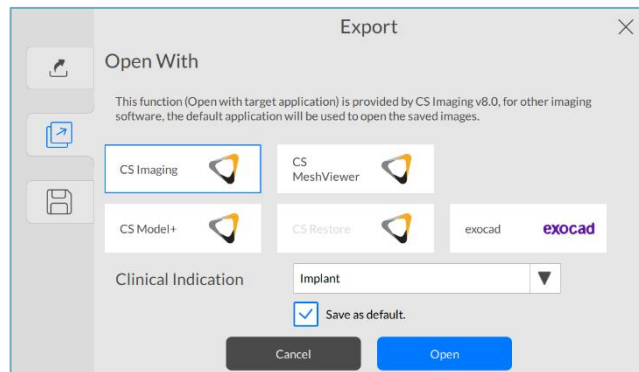 Export
Open With
This function (Open with target application) is provided by CS Imaging v8.0, for other imaging
software, the default application will be used to open the saved images.
CS Imaging
CS
MeshViewer
CS Model+
CS Restore
exocad
exocad
Clinical Indication
Implant
Save as default.
Cancel
Open